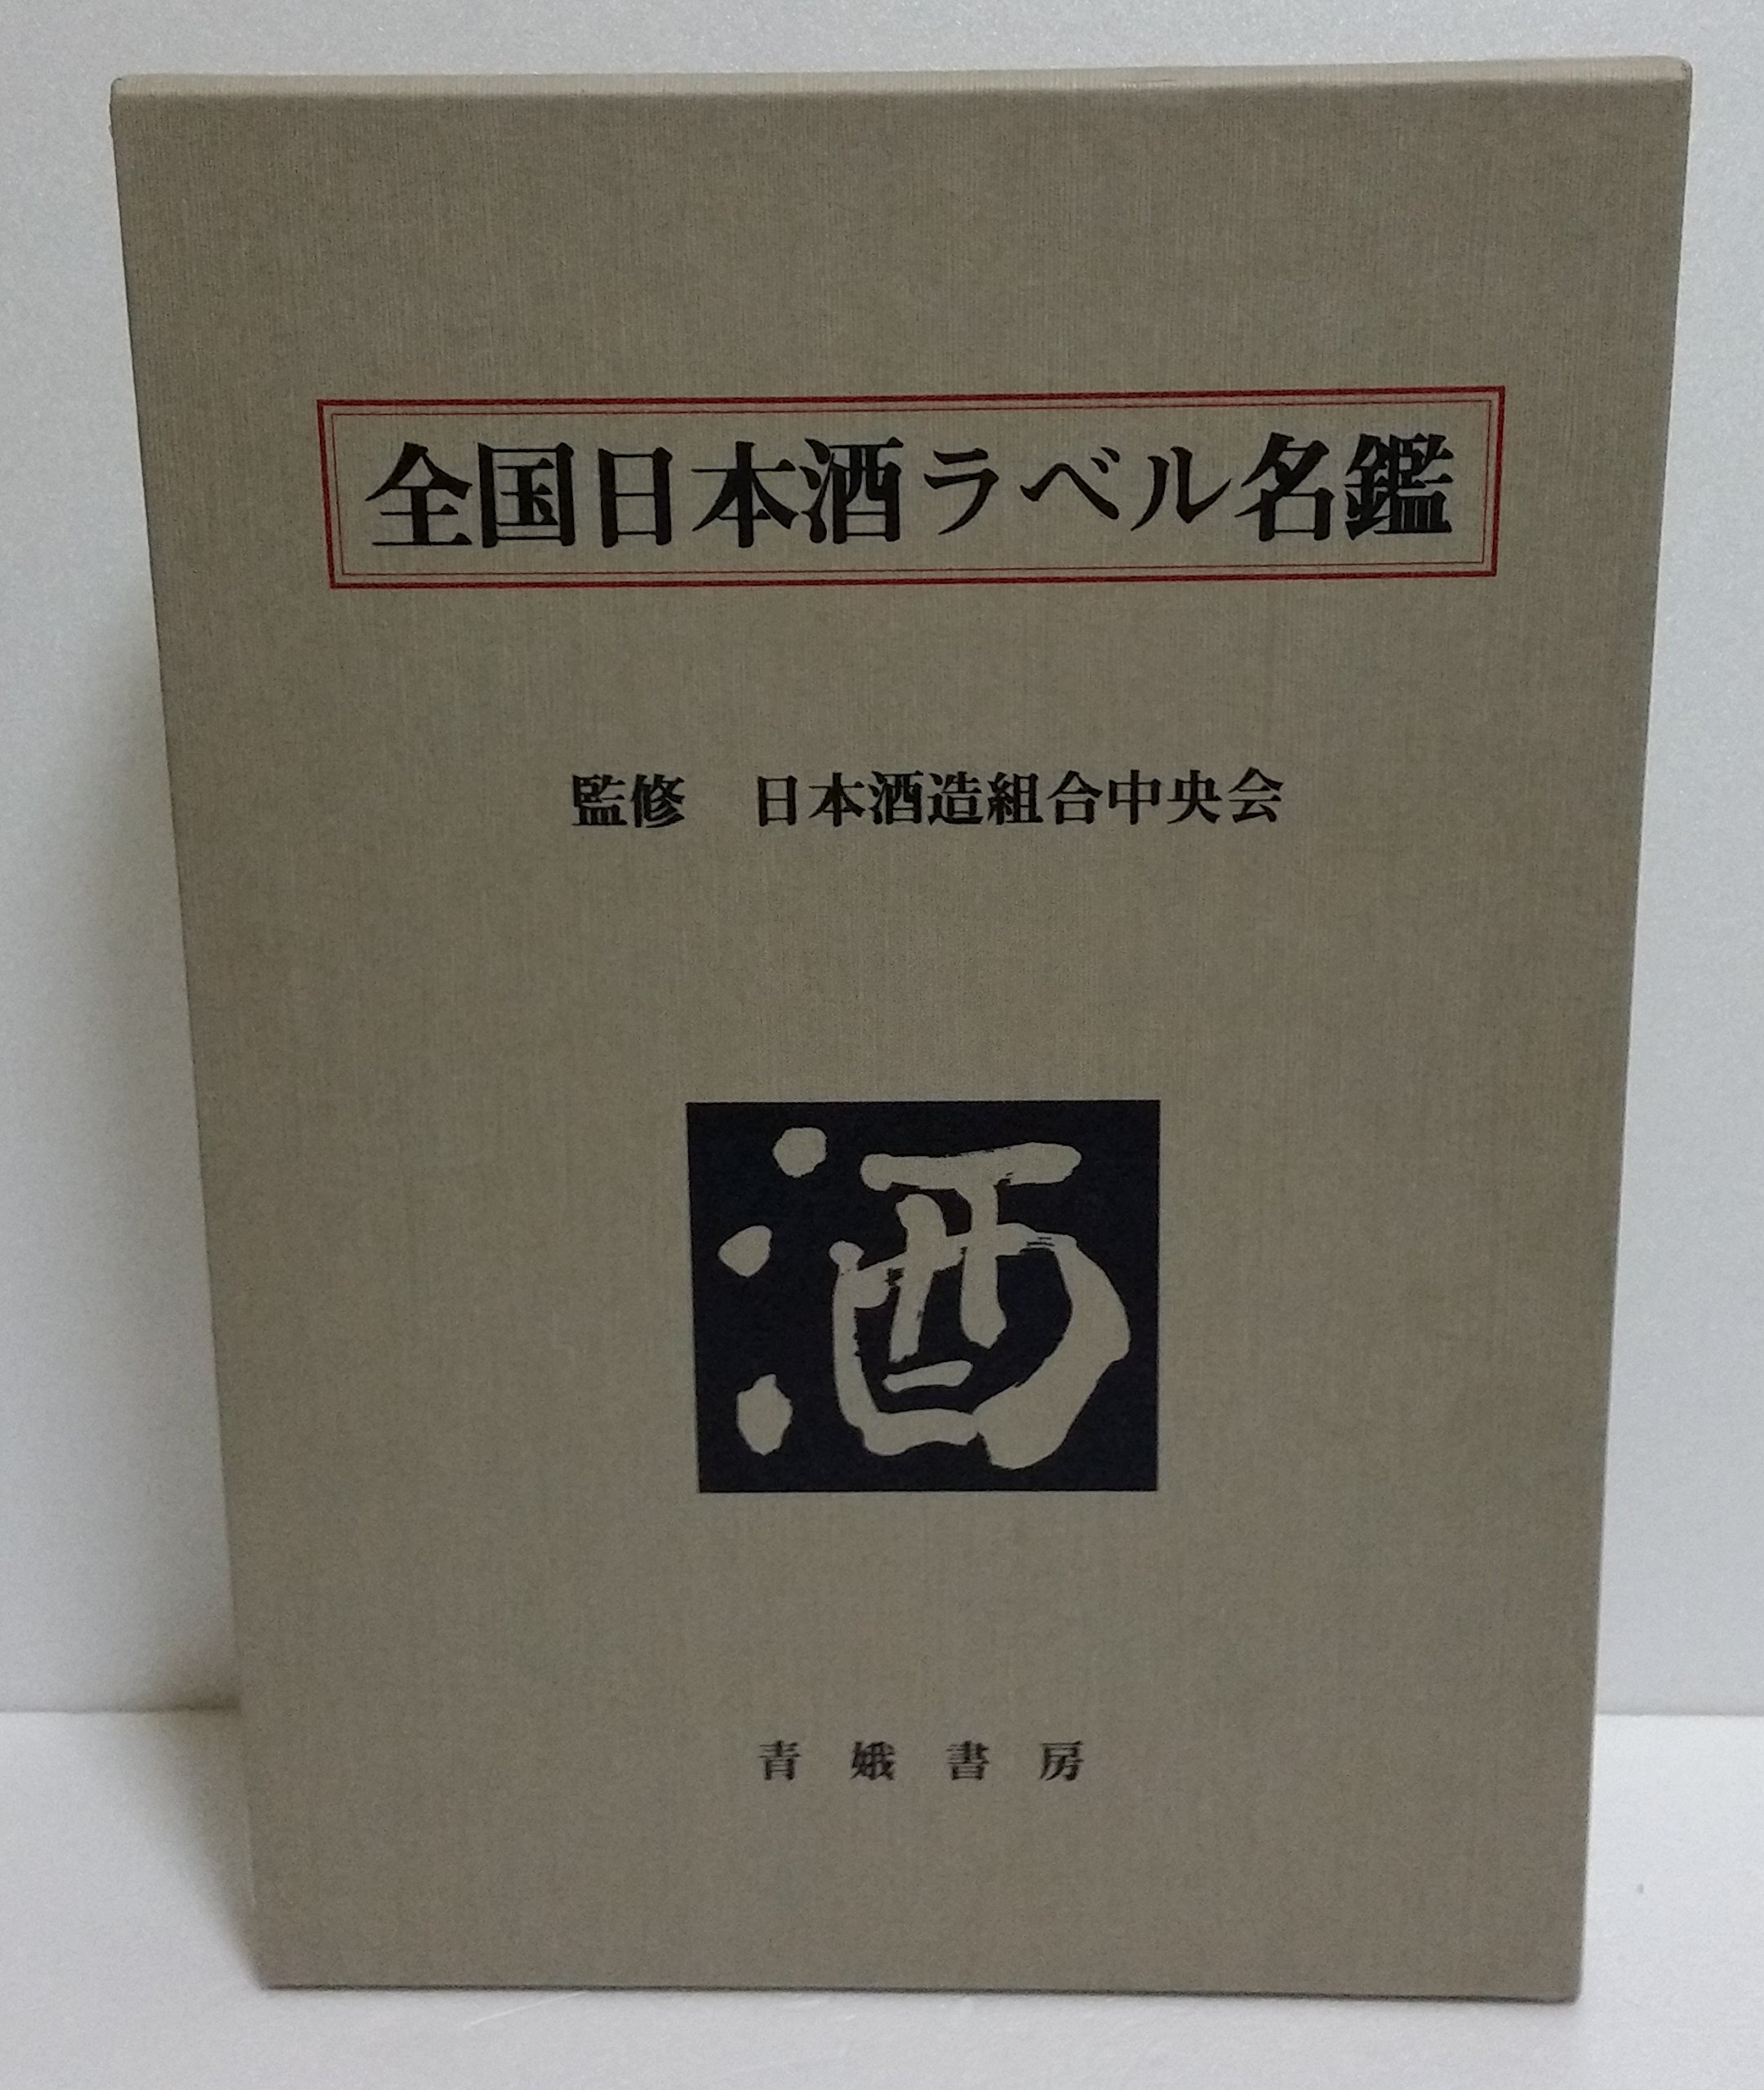 全国日本酒ラベル名鑑
監修　日本酒造組合中央会
酒
青娥書房